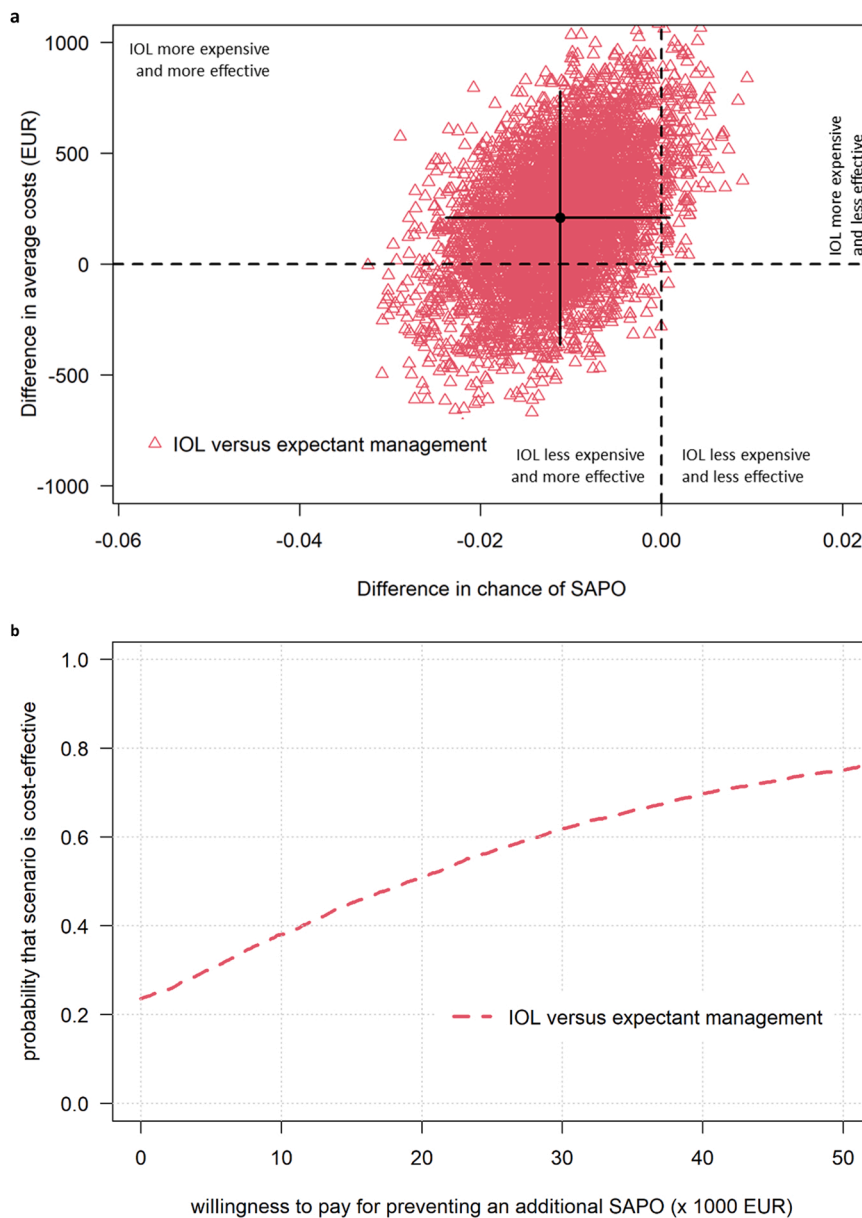 a
1000
500
0
-500
-1000
Difference in average costs (EUR)
IOL more expensive
and more effective
IOL more expensive
and less effective
IOL versus expectant management
IOL less expensive
and more effective
IOL less expensive
and less effective
-0.06
-0.04
-0.02
0.00
0.02
Difference in chance of SAPO
b
1.0
0.8
0.6
0.4
0.2
0.0
probability that scenario is cost-effective
IOL versus expectant management
0
10
20
30
40
50
willingness to pay for preventing an additional SAPO (x 1000 EUR)